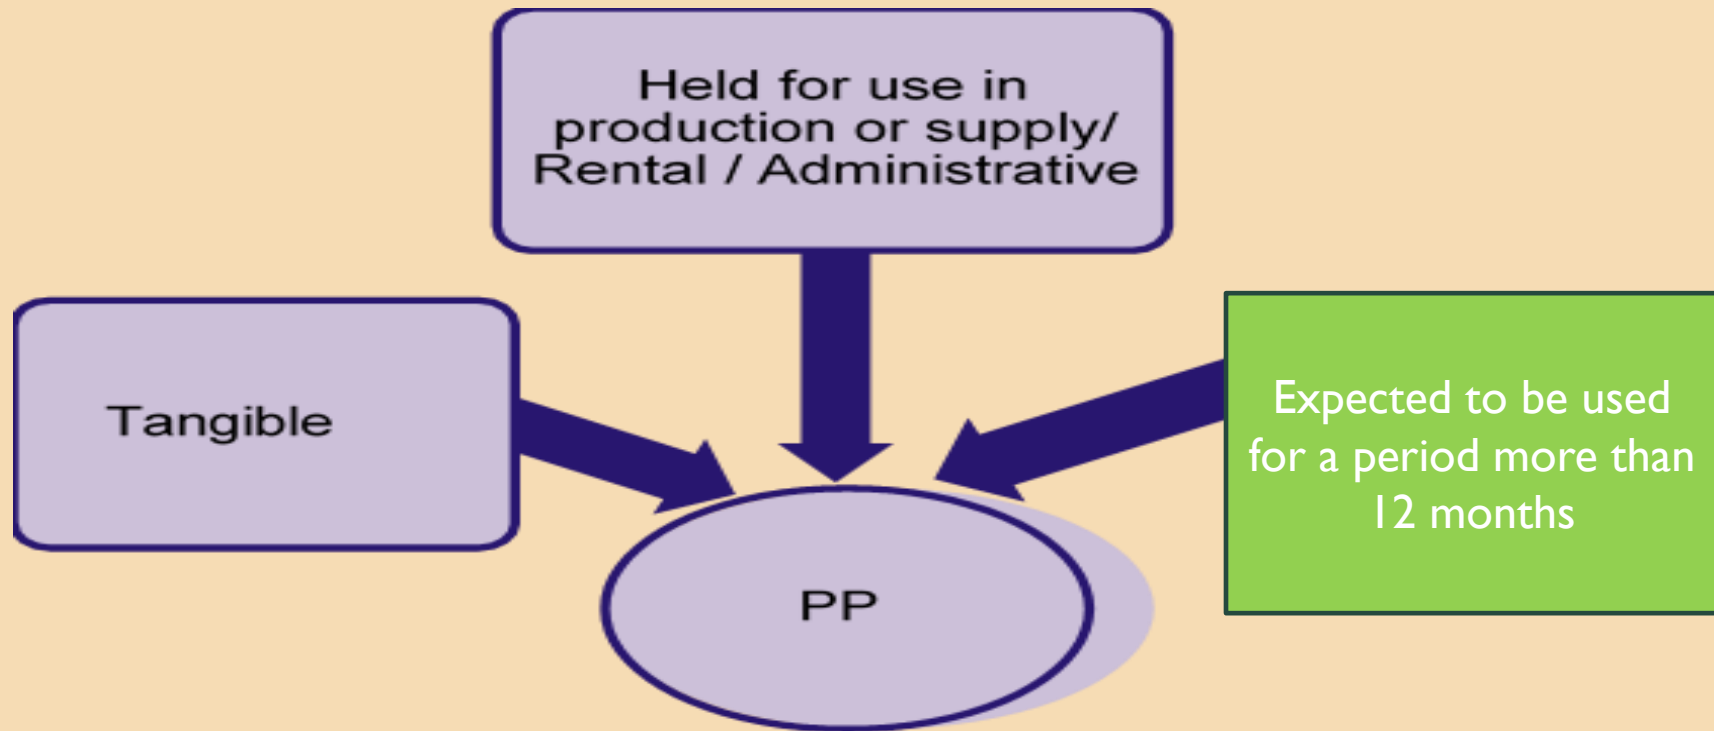 Held for use in
production or supply/
Rental / Administrative
Tangible
Expected to be used
for a period more than
12 months
PP